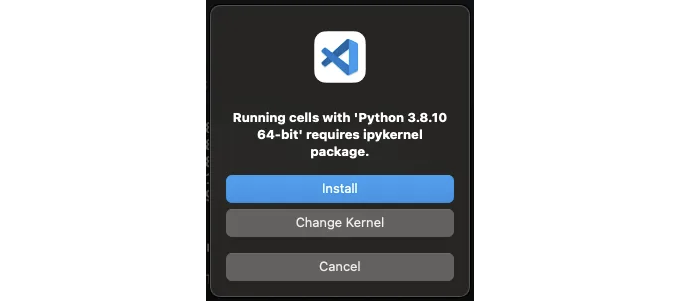 Running cells with 'Python 3.8.10
64-bit' requires ipykernel
package.
Install
Change Kernel
Cancel